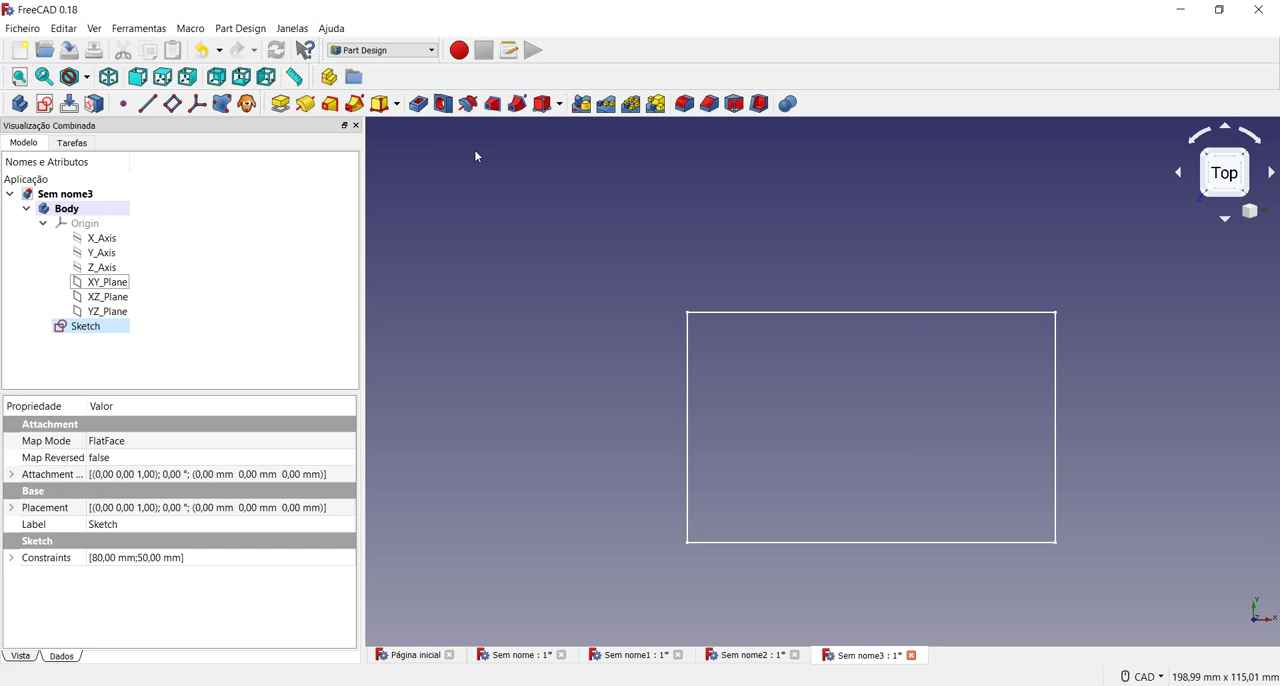 FreeCAD 0.18
Ficheiro Editar Ver Ferramentas Macro Part Design Janelas Ajuda
Part Design
Visualização Combinada
Modelo Tarefas
Nomes e Atributos
Aplicação
Sem nome3
Body
Origin
X_Axis
Y_Axis
Z_Axis
XY_Plane
XZ_Plane
YZ_Plane
Sketch
Top
Z
Propriedade Valor
Attachment
Map Mode FlatFace
Map Reversed false
Attachment ... [(0,00 0,00 1,00); 0,00 °; (0,00 mm 0,00 mm 0,00 mm)]
Base
Placement [(0,00 0,00 1,00); 0,00 °; (0,00 mm 0,00 mm 0,00 mm)]
Label Sketch
Sketch
Constraints [80,00 mm;50,00 mm]
Y
Z X
Vista Dados
Página inicial Sem nome : 1* Sem nome1 : 1* Sem nome2 : 1* Sem nome3 : 1*
CAD 198,99 mm x 115,01 mm